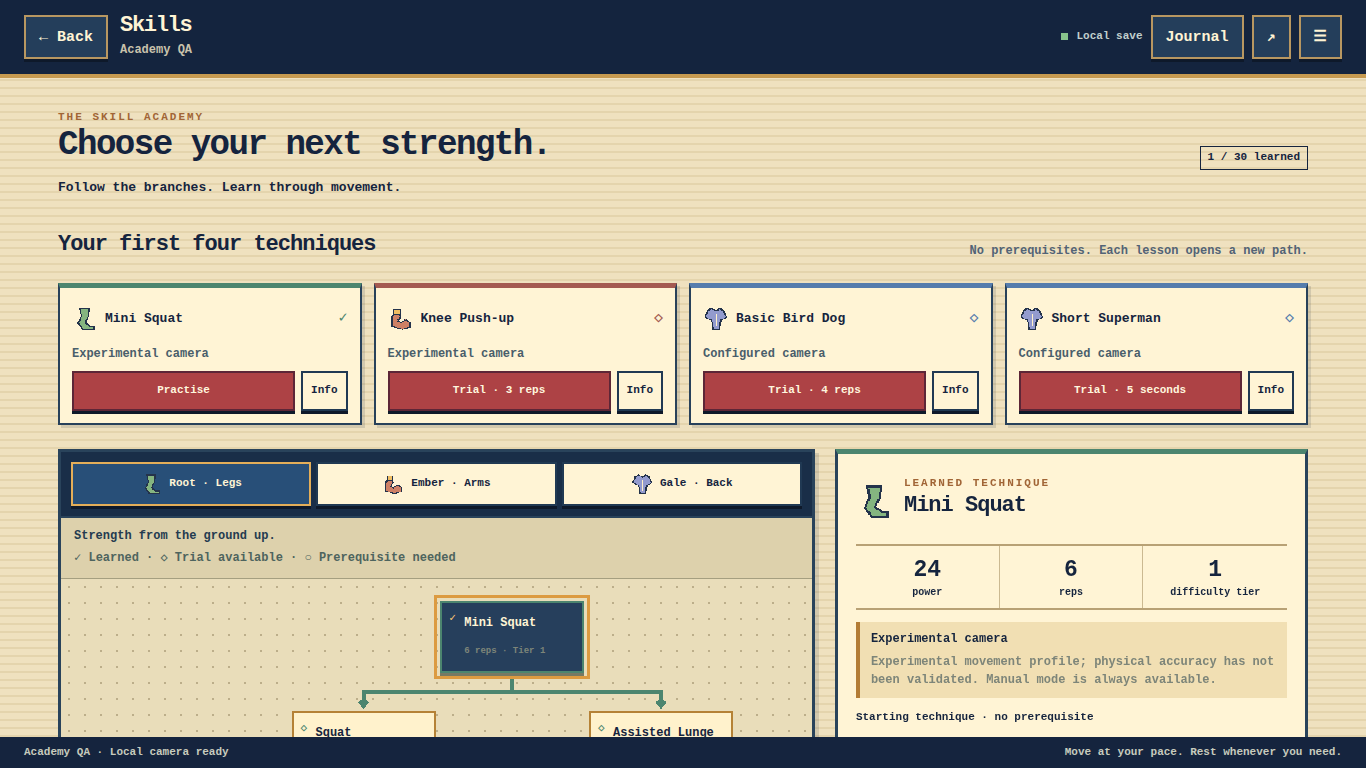 ← Back
Skills
Academy QA
Local save
Journal
↗
☰
THE SKILL ACADEMY
Choose your next strength.
1 / 30 learned
Follow the branches. Learn through movement.
Your first four techniques
No prerequisites. Each lesson opens a new path.
Mini Squat ✓
Experimental camera
Practise
Info
Knee Push-up ◇
Experimental camera
Trial · 3 reps
Info
Basic Bird Dog ◇
Configured camera
Trial · 4 reps
Info
Short Superman ◇
Configured camera
Trial · 5 seconds
Info
Root · Legs
Ember · Arms
Gale · Back
Strength from the ground up.
✓ Learned · ◇ Trial available · ○ Prerequisite needed
✓ Mini Squat
6 reps · Tier 1
◇ Squat
◇ Assisted Lunge
LEARNED TECHNIQUE
Mini Squat
24
power
6
reps
1
difficulty tier
Experimental camera
Experimental movement profile; physical accuracy has not
been validated. Manual mode is always available.
Starting technique · no prerequisite
Academy QA · Local camera ready
Move at your pace. Rest whenever you need.